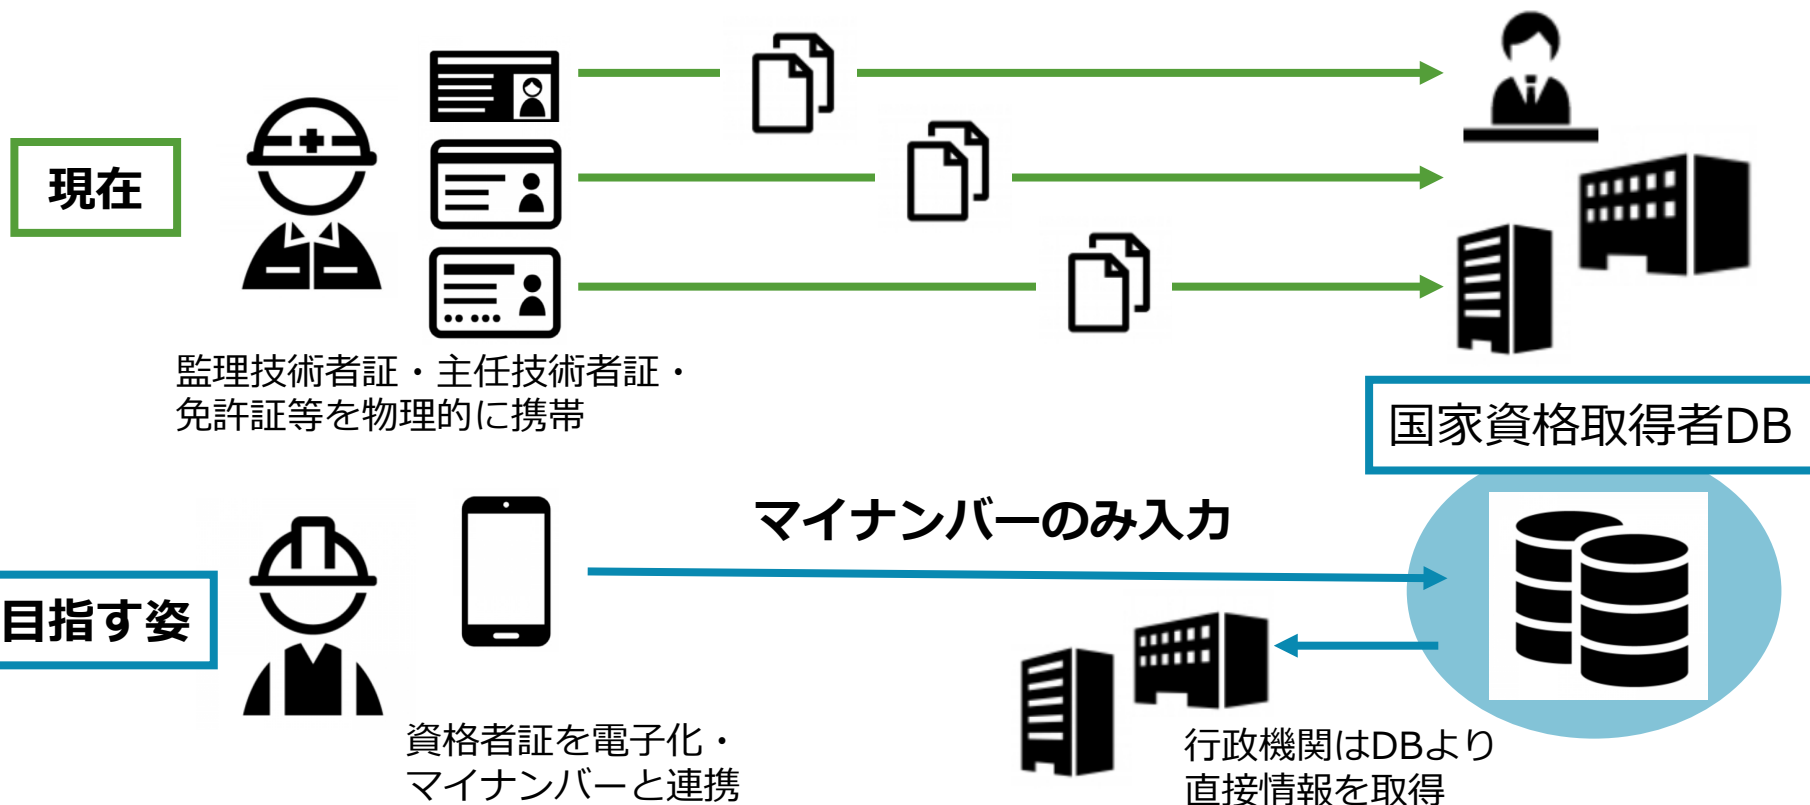 現在
監理技術者証・主任技術者証・
免許証等を物理的に携帯
国家資格取得者DB
マイナンバーのみ入力
目指す姿
資格者証を電子化・
マイナンバーと連携
行政機関はDBより
直接情報を取得